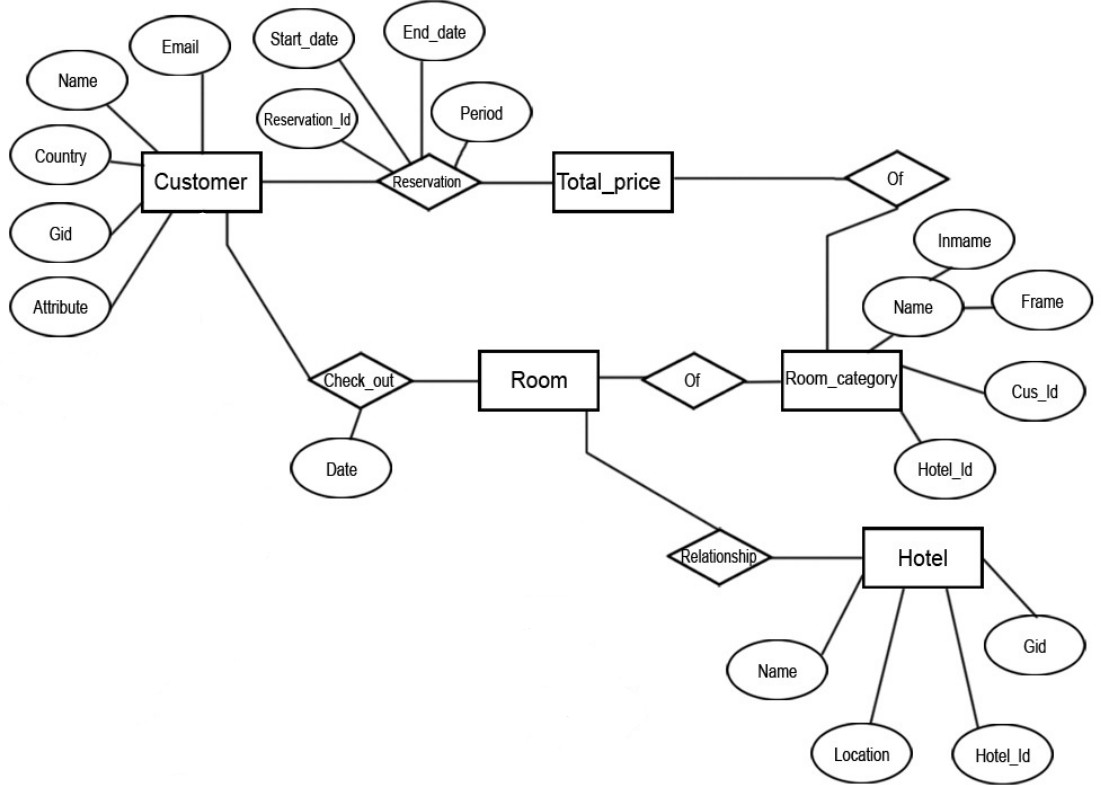 Email
Start_date
End_date
Name
Reservation_Id
Period
Country
Customer
Reservation
Total_price
Of
Gid
Inmame
Attribute
Name
Frame
Check_out
Room
Of
Room_category
Cus_Id
Date
Hotel_Id
Relationship
Hotel
Name
Gid
Location
Hotel_Id